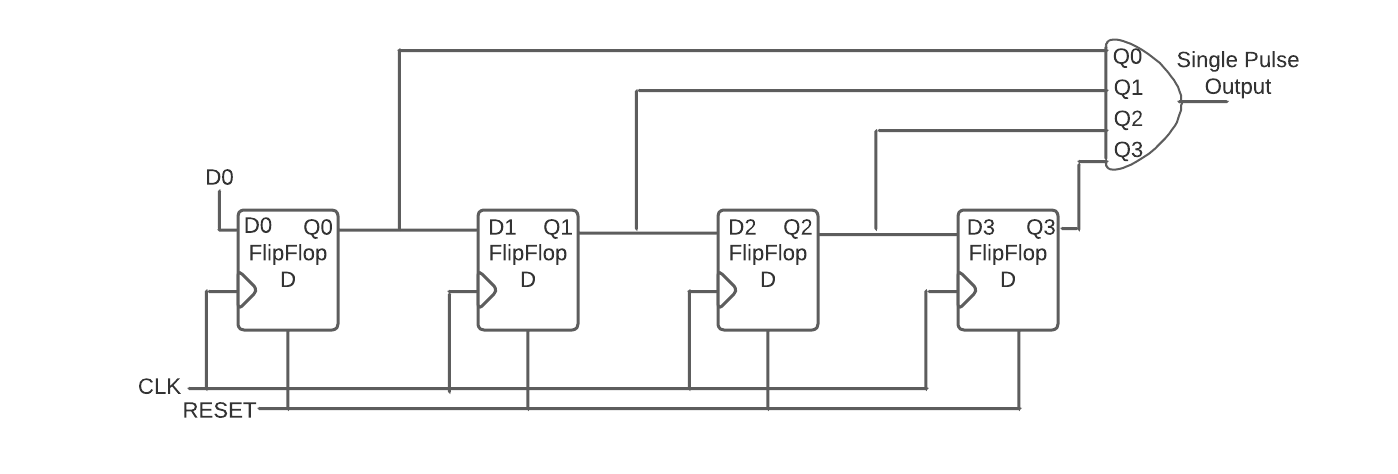 Q0
Single Pulse
Output
Q1
Q2
Q3
D0
D0 Q0
FlipFlop
D
D1 Q1
FlipFlop
D
D2 Q2
FlipFlop
D
D3 Q3
FlipFlop
D
CLK
RESET